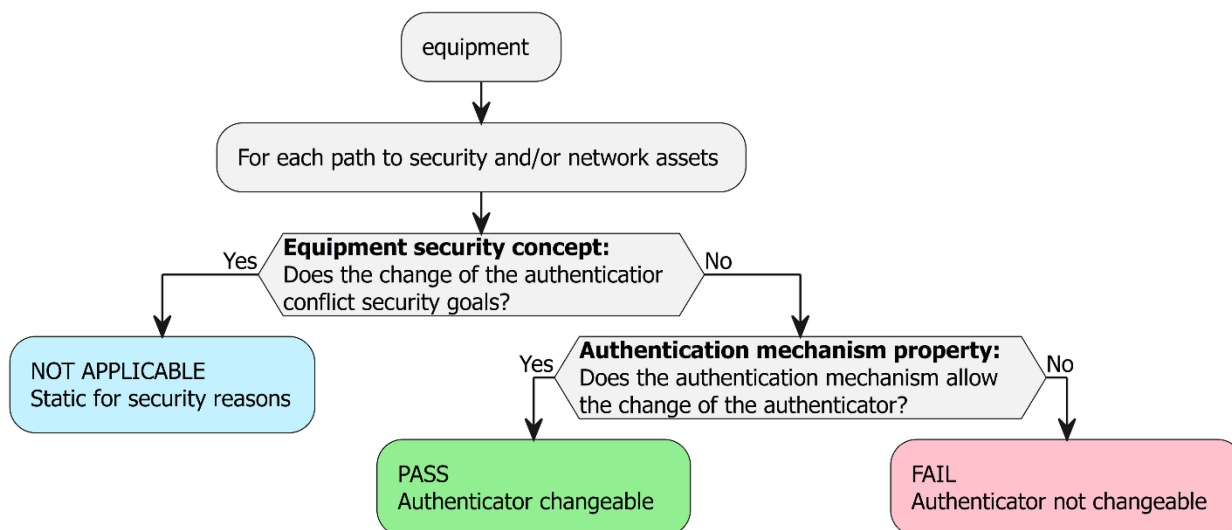 equipment
For each path to security and/or network assets
Equipment security concept:
Yes
No
Does the change of the authenticatior
conflict security goals?
NOT APPLICABLE
Static for security reasons
Authentication mechanism property:
Yes
No
Does the authentication mechanism allow
the change of the authenticator?
PASS
Authenticator changeable
FAIL
Authenticator not changeable